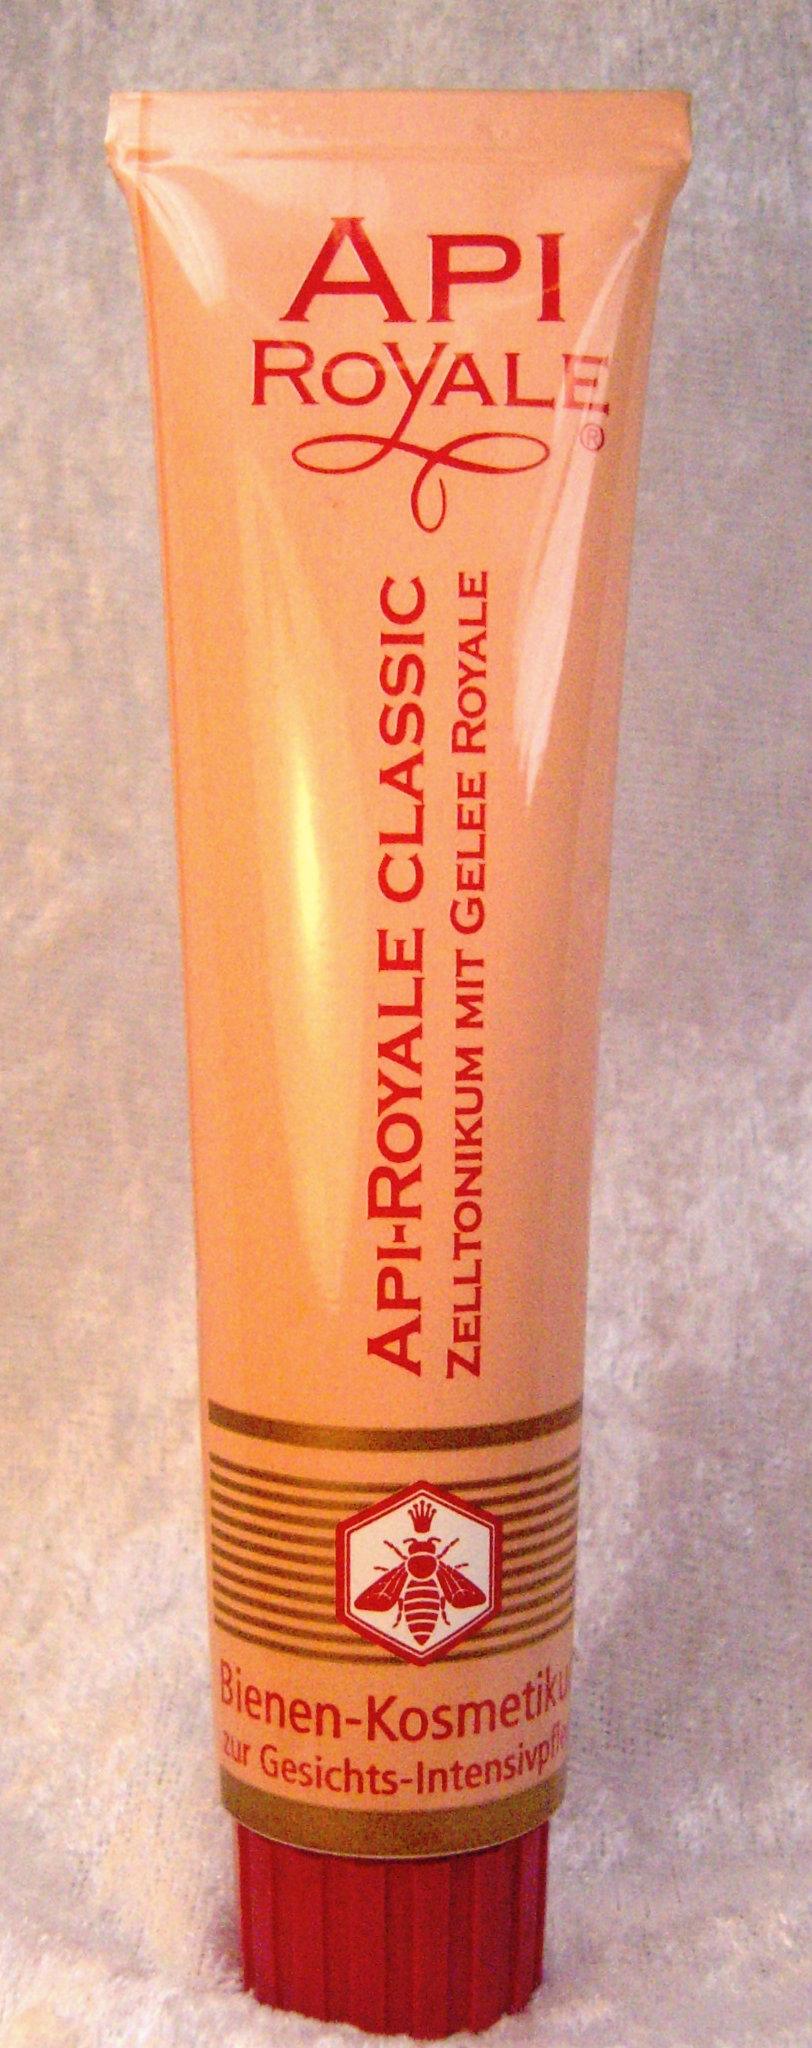 API
ROYALE
®
API-ROYALE CLASSIC
ZELLTONIKUM MIT GELEE ROYALE
Bienen-Kosmetiku
zur Gesichts-Intensivpfle